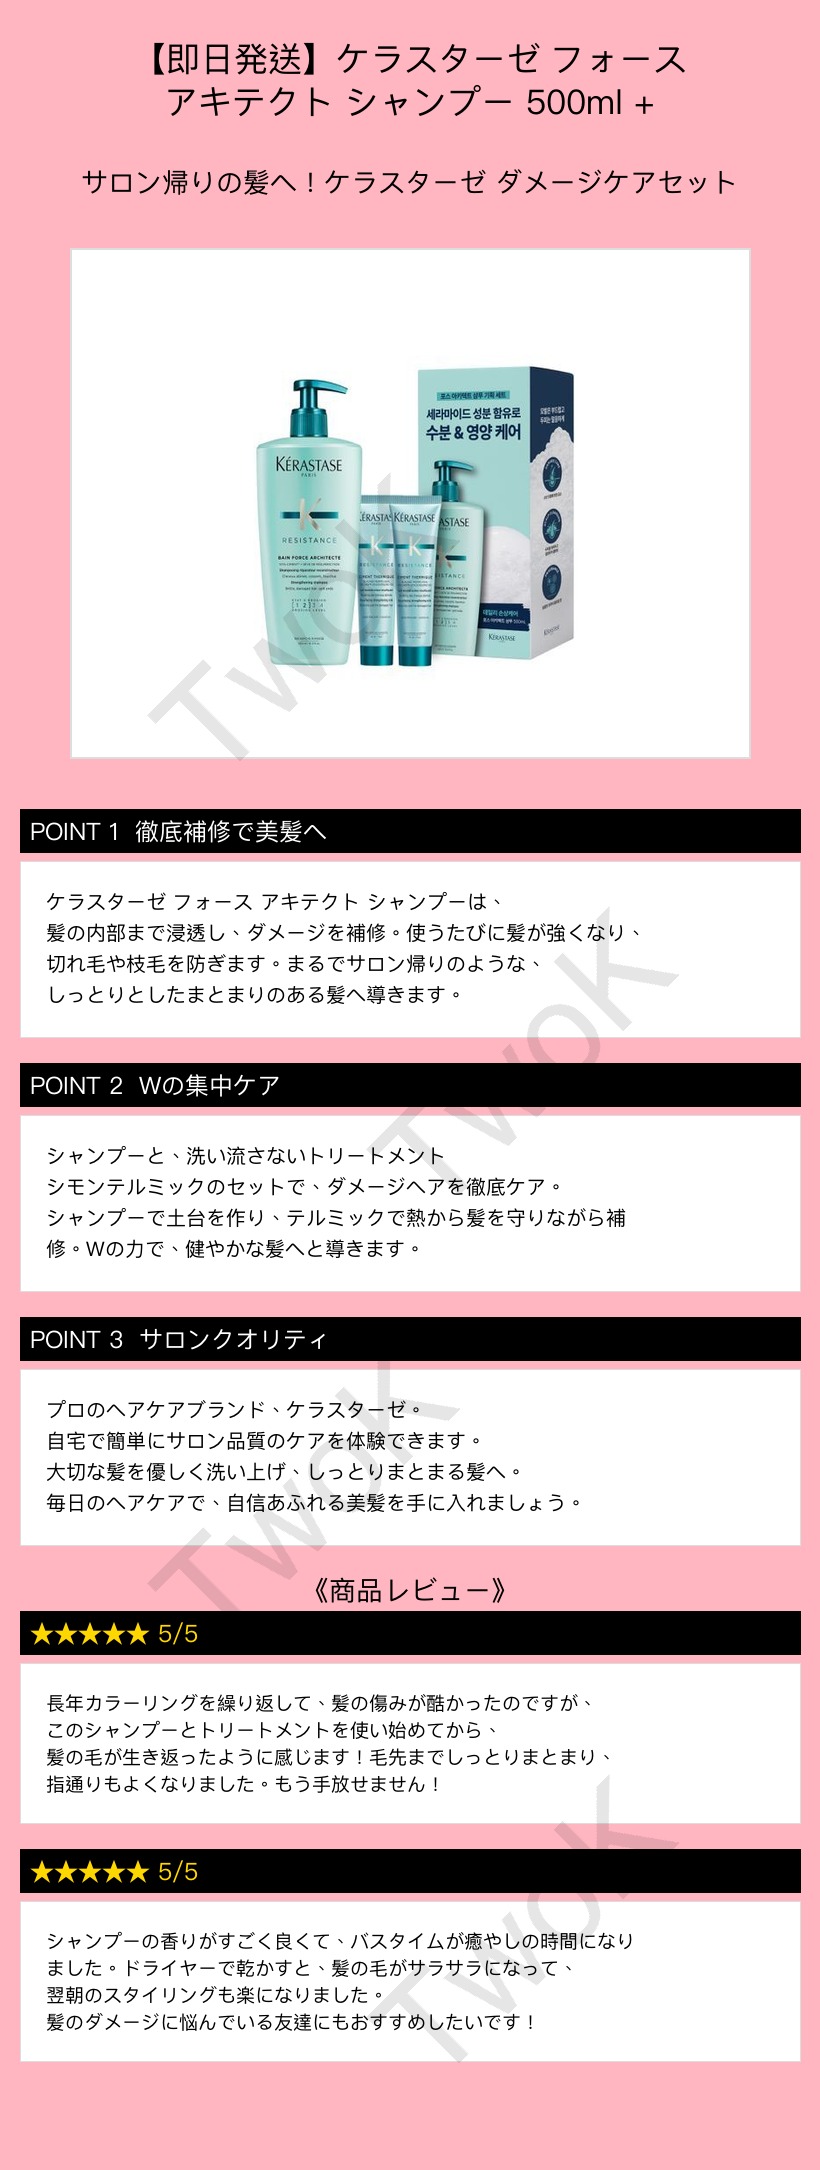 【即日発送】ケラスターゼ フォース
アキテクト シャンプー 500ml +
サロン帰りの髪へ！ケラスターゼ ダメージケアセット
포스 아키텍트 샴푸 기획 세트
세라마이드 성분 함유로
수분 & 영양 케어
KÉRASTASE
PARIS
K
RESISTANCE
BAIN FORCE ARCHITECTE
KÉRASTASE
데일리 손상케어
포스 아키텍트 샴푸 500ml
KÉRASTASE
TwoK
POINT 1 徹底補修で美髪へ
ケラスターゼ フォース アキテクト シャンプーは、
髪の内部まで浸透し、ダメージを補修。使うたびに髪が強くなり、
切れ毛や枝毛を防ぎます。まるでサロン帰りのような、
しっとりとしたまとまりのある髪へ導きます。
TwoK
POINT 2 Wの集中ケア
シャンプーと、洗い流さないトリートメント
シモンテルミックのセットで、ダメージヘアを徹底ケア。
シャンプーで土台を作り、テルミックで熱から髪を守りながら補
修。Wの力で、健やかな髪へと導きます。
POINT 3 サロンクオリティ
プロのヘアケアブランド、ケラスターゼ。
自宅で簡単にサロン品質のケアを体験できます。
大切な髪を優しく洗い上げ、しっとりまとまる髪へ。
毎日のヘアケアで、自信あふれる美髪を手に入れましょう。
TwoK
《商品レビュー》
★★★★★ 5/5
長年カラーリングを繰り返して、髪の傷みが酷かったのですが、
このシャンプーとトリートメントを使い始めてから、
髪の毛が生き返ったように感じます！毛先までしっとりまとまり、
指通りもよくなりました。もう手放せません！
★★★★★ 5/5
シャンプーの香りがすごく良くて、バスタイムが癒やしの時間になり
ました。ドライヤーで乾かすと、髪の毛がサラサラになって、
翌朝のスタイリングも楽になりました。
髪のダメージに悩んでいる友達にもおすすめしたいです！
TwoK